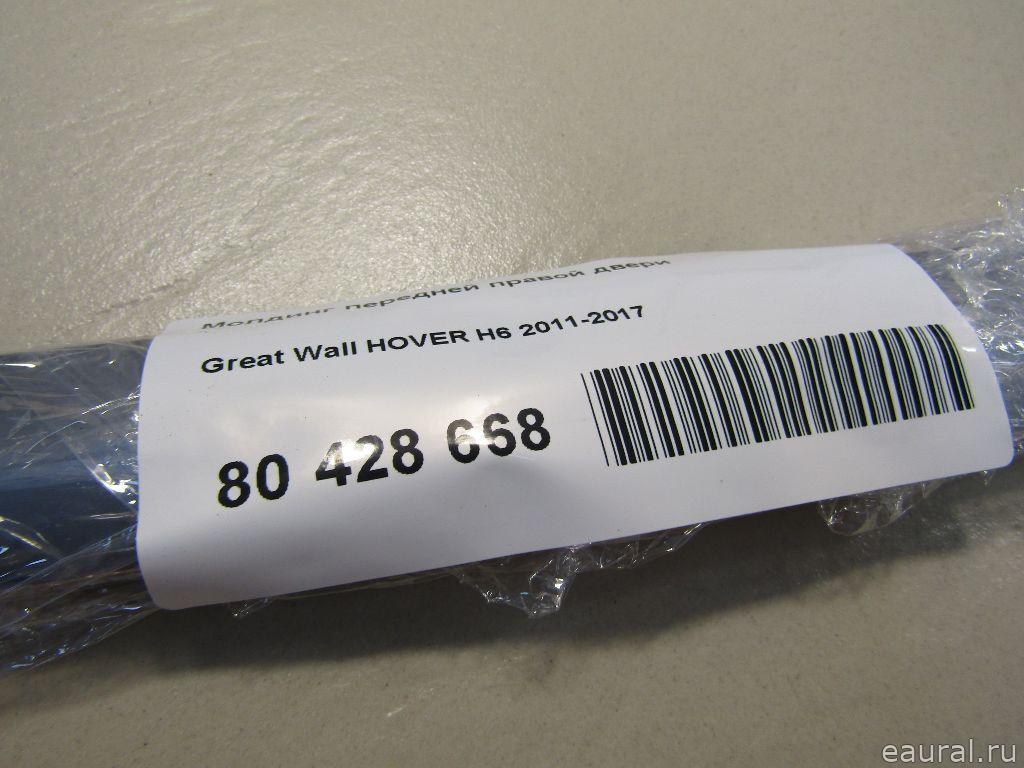 Молдинг передней правой двери
Great Wall HOVER H6 2011-2017
80 428 668
eaural.ru